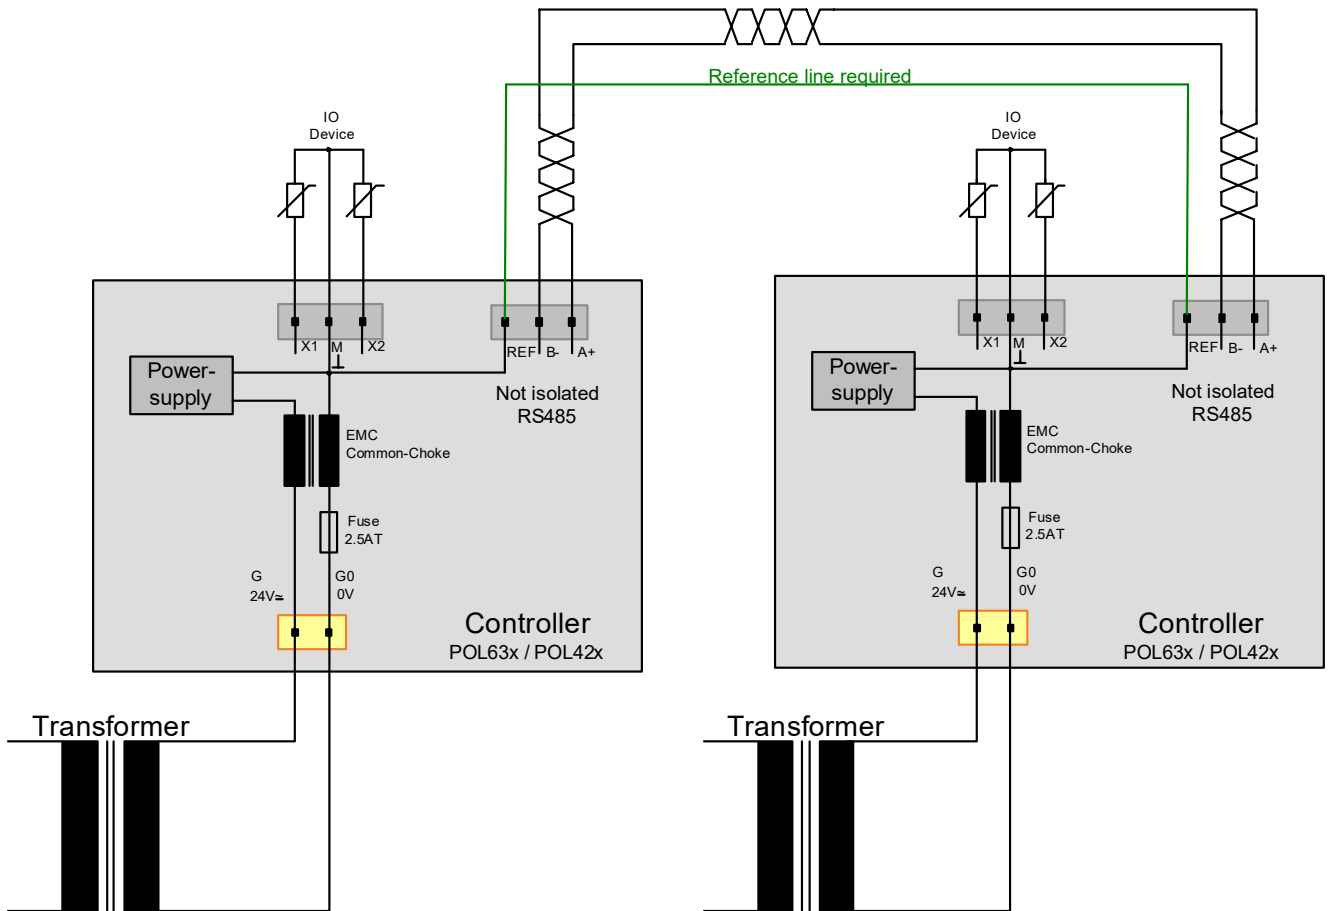 Reference line required
IO
Device
IO
Device
X1 M X2
REF B- A+
X1 M X2
REF B- A+
Power-
supply
Not isolated
RS485
Power-
supply
Not isolated
RS485
EMC
Common-Choke
EMC
Common-Choke
Fuse
2.5AT
Fuse
2.5AT
G
24V≃
G0
0V
G
24V≃
G0
0V
Controller
POL63x / POL42x
Controller
POL63x / POL42x
Transformer
Transformer